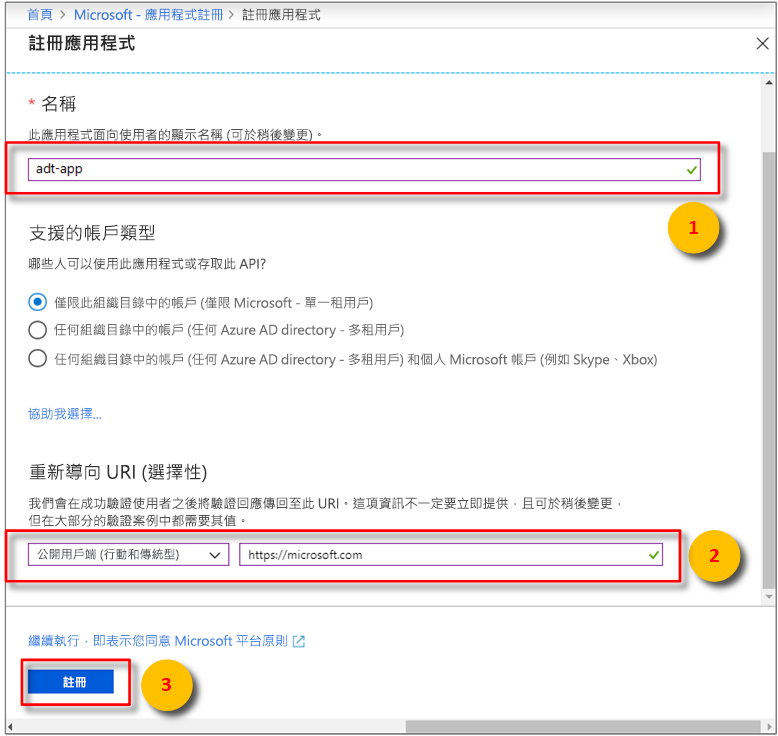 首頁 > Microsoft - 應用程式註冊 > 註冊應用程式
註冊應用程式
* 名稱
此應用程式面向使用者的顯示名稱 (可於稍後變更)。
adt-app
1
支援的帳戶類型
哪些人可以使用此應用程式或存取此 API?
僅限此組織目錄中的帳戶 (僅限 Microsoft - 單一租用戶)
任何組織目錄中的帳戶 (任何 Azure AD directory - 多租用戶)
任何組織目錄中的帳戶 (任何 Azure AD directory - 多租用戶) 和個人 Microsoft 帳戶 (例如 Skype、Xbox)
協助我選擇...
重新導向 URI (選擇性)
我們會在成功驗證使用者之後將驗證回應傳回至此 URI。這項資訊不一定要立即提供，且可於稍後變更，
但在大部分的驗證案例中都需要其值。
公開用戶端 (行動和傳統型) https://microsoft.com
2
繼續執行，即表示您同意 Microsoft 平台原則
註冊
3